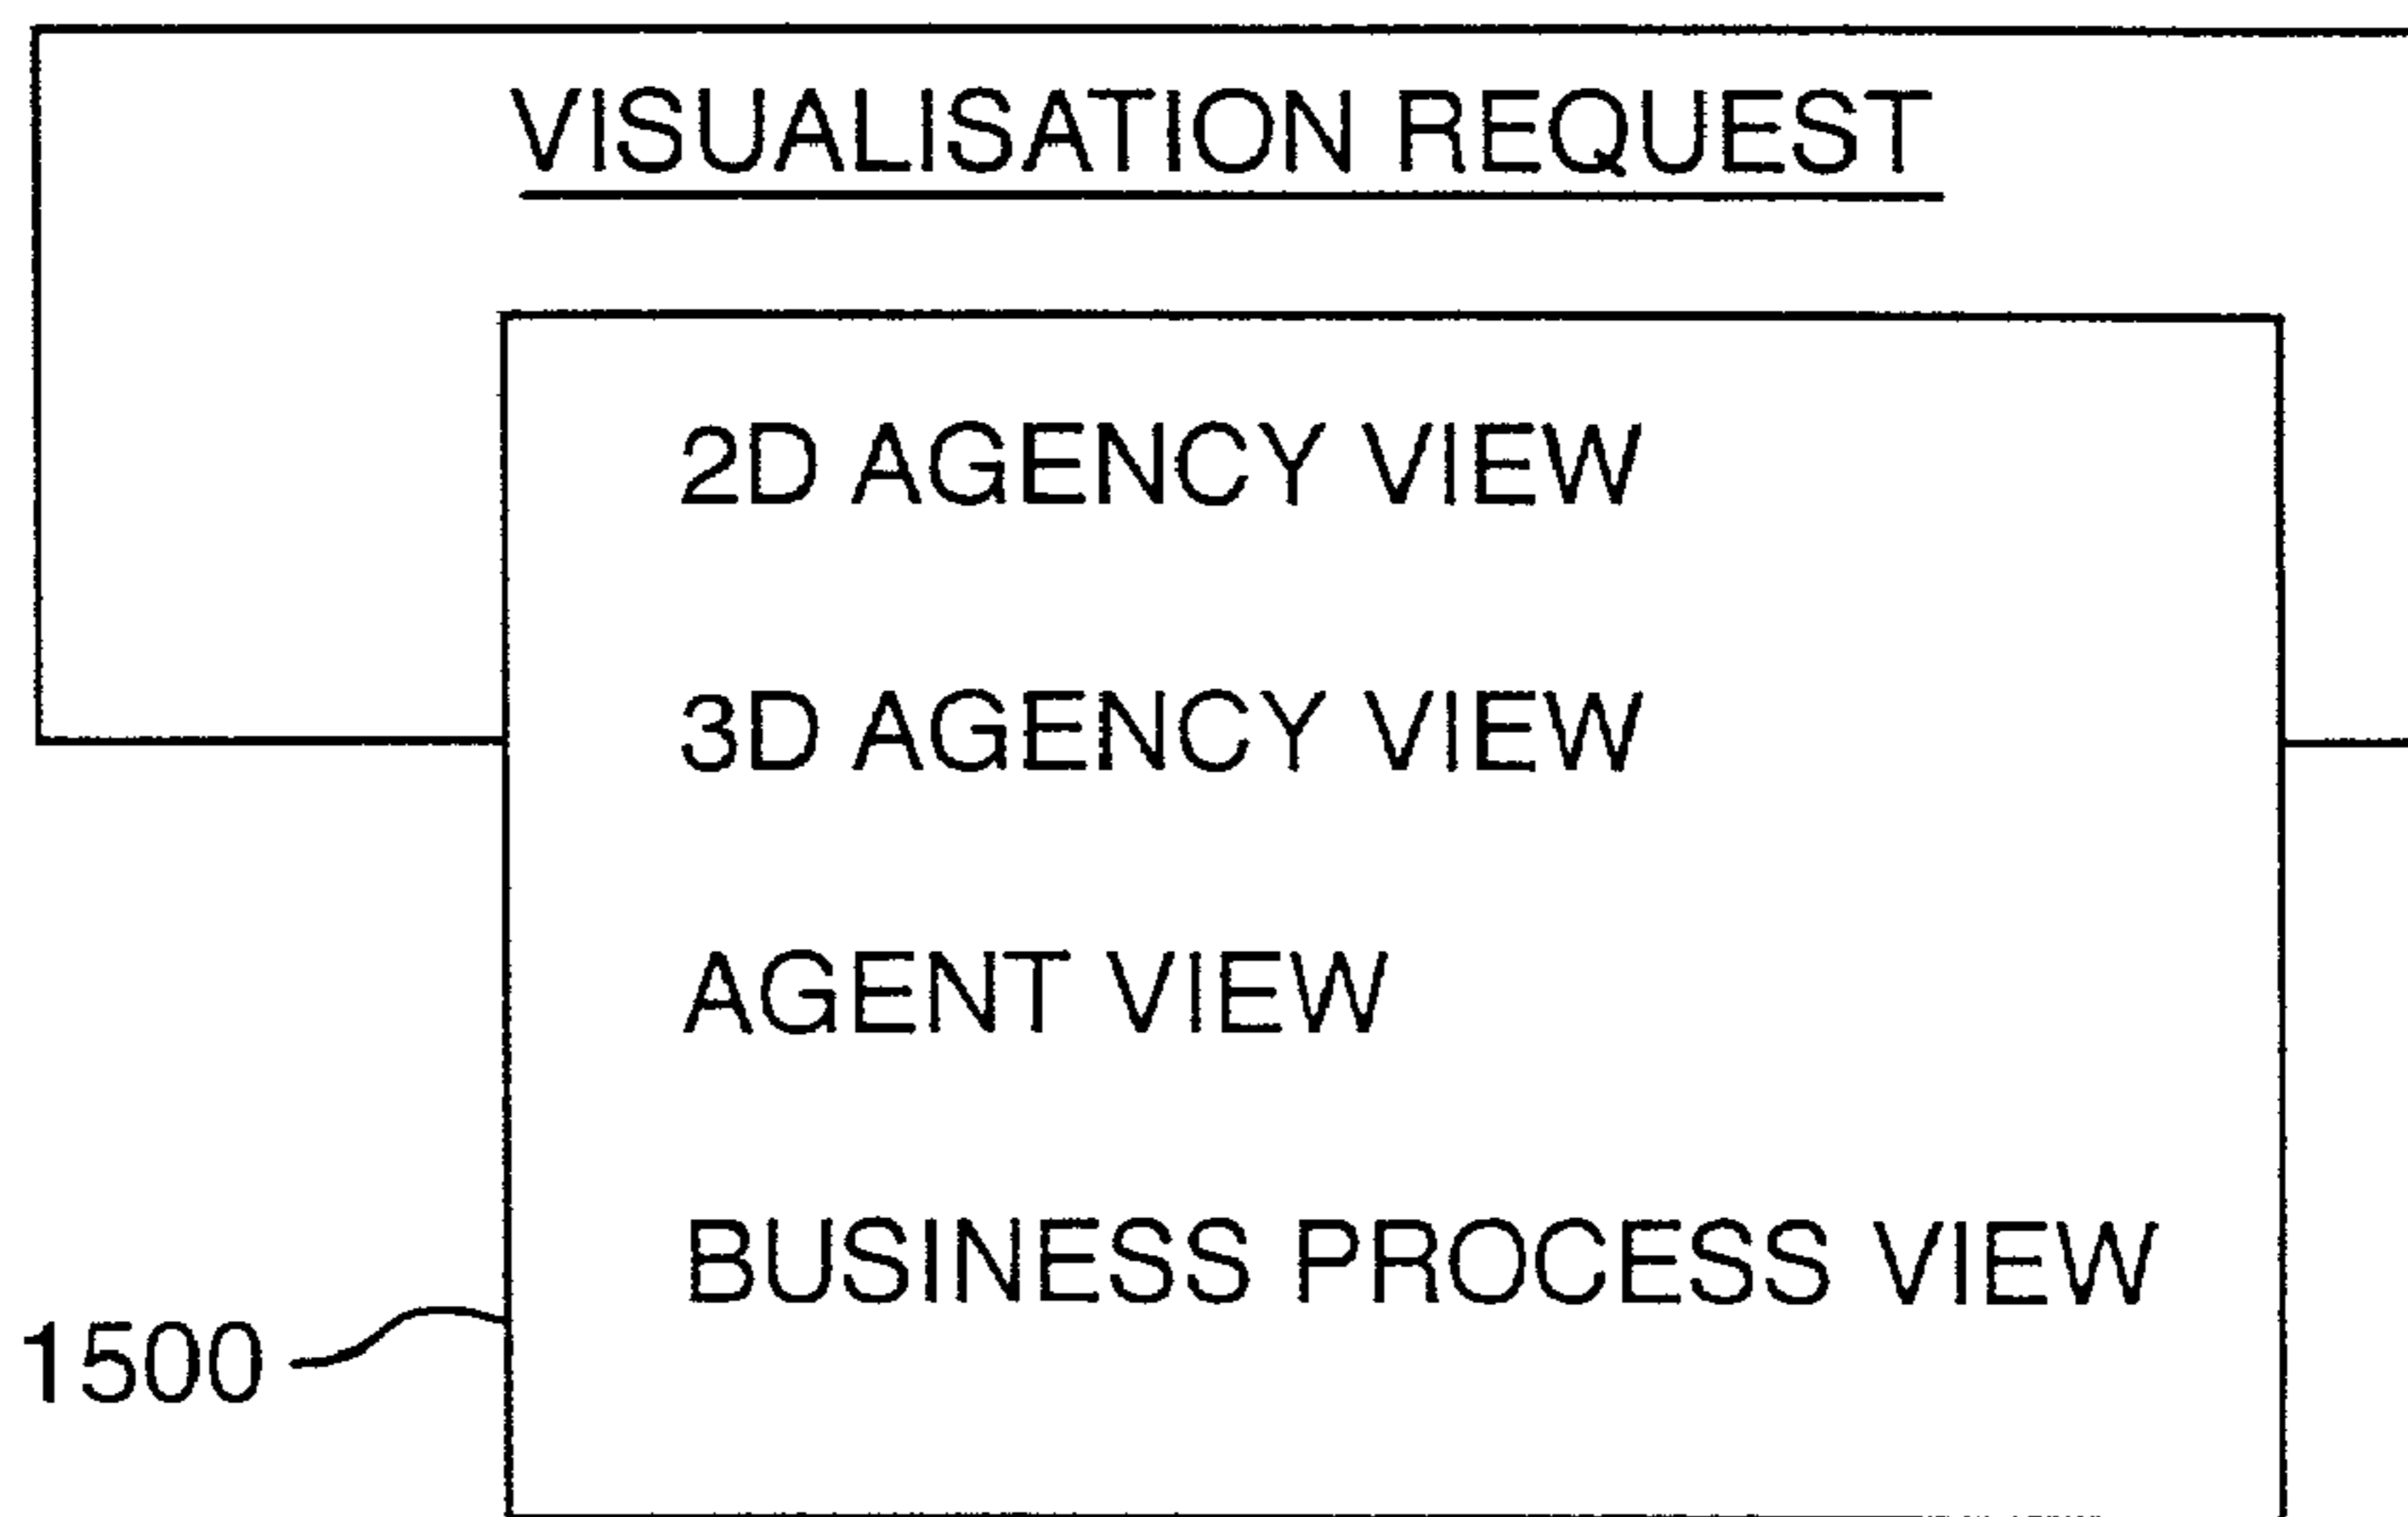 VISUALISATION REQUEST
2D AGENCY VIEW
3D AGENCY VIEW
AGENT VIEW
BUSINESS PROCESS VIEW
1500